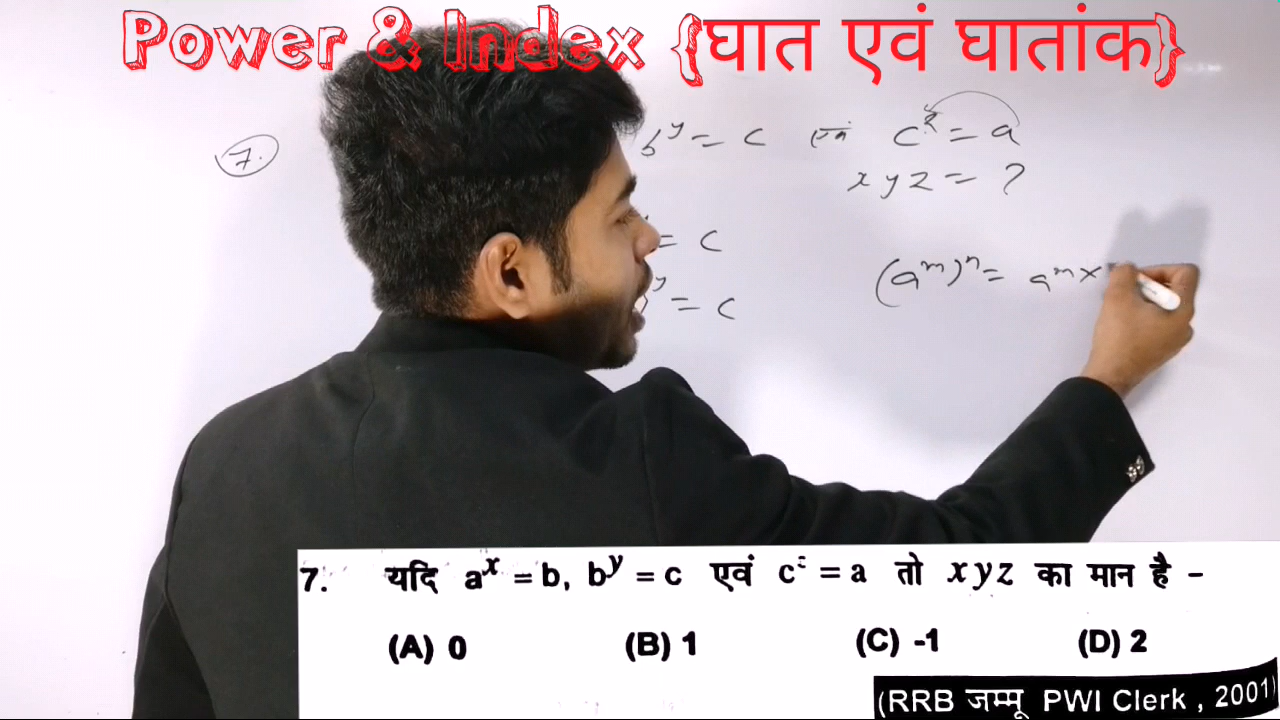 Power & Index {घात एवं घातांक}
7. b^y = c एवं c^z = a
xyz = ?
= c
(a^m)^n = a^m×
b^y = c
7. यदि a^x = b, b^y = c एवं c^z = a तो xyz का मान है –
(A) 0 (B) 1 (C) -1 (D) 2
(RRB जम्मू PWI Clerk , 2001)